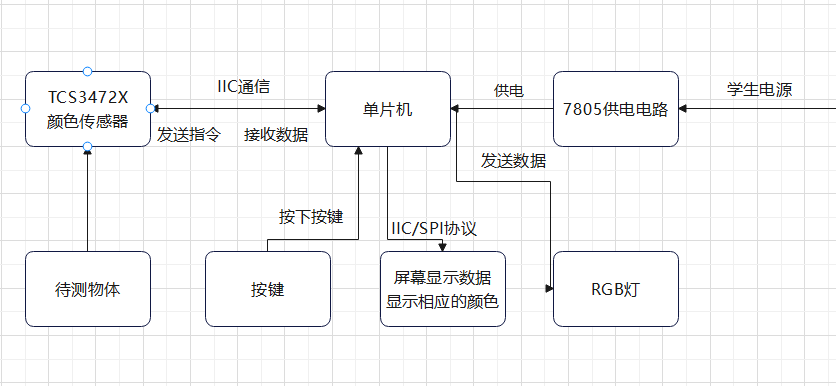 TCS3472X
颜色传感器
IIC通信
发送指令
接收数据
单片机
供电
7805供电电路
学生电源
发送数据
按下按键
IIC/SPI协议
待测物体
按键
屏幕显示数据
显示相应的颜色
RGB灯